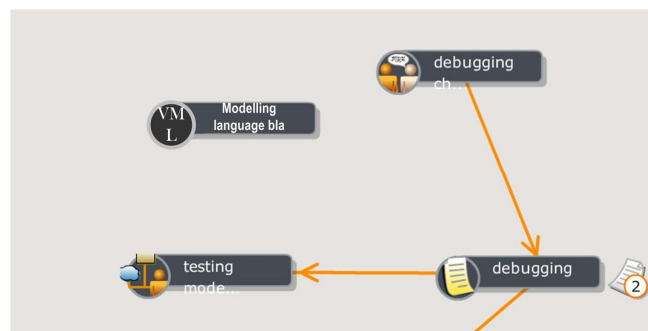 debugging
ch...
VM
L
Modelling
language bla
testing
mode...
debugging
2